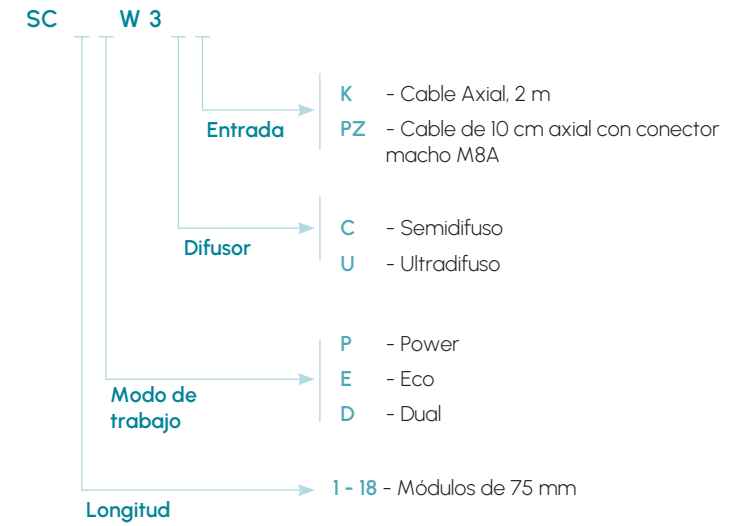 SC W 3
K - Cable Axial, 2 m
Entrada
PZ - Cable de 10 cm axial con conector
macho M8A
C - Semidifuso
Difusor
U - Ultradifuso
P - Power
E - Eco
Modo de
trabajo
D - Dual
1 - 18 - Módulos de 75 mm
Longitud